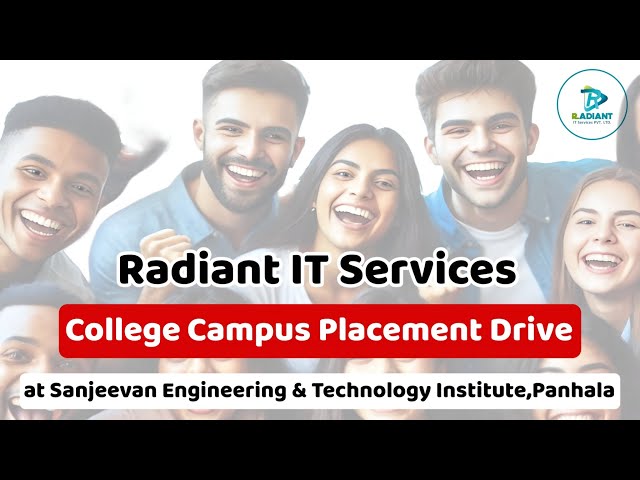 RADIANT
IT Services PVT. LTD.
Radiant IT Services
College Campus Placement Drive
at Sanjeevan Engineering & Technology Institute,Panhala